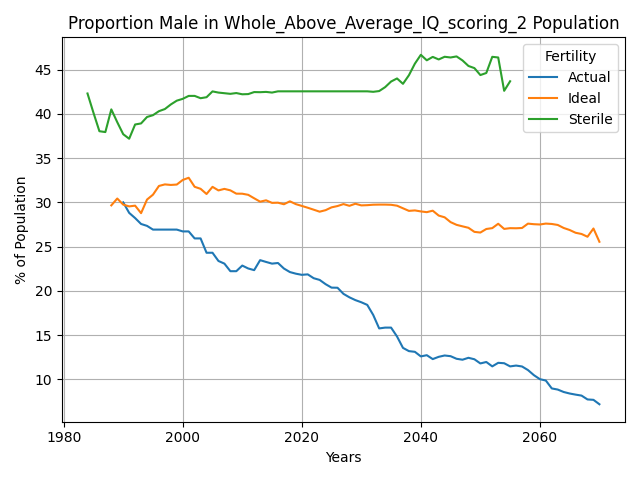 Proportion Male in Whole_Above_Average_IQ_scoring_2 Population
% of Population
45
40
35
30
25
20
15
10
1980
2000
2020
2040
2060
Years
Fertility
Actual
Ideal
Sterile